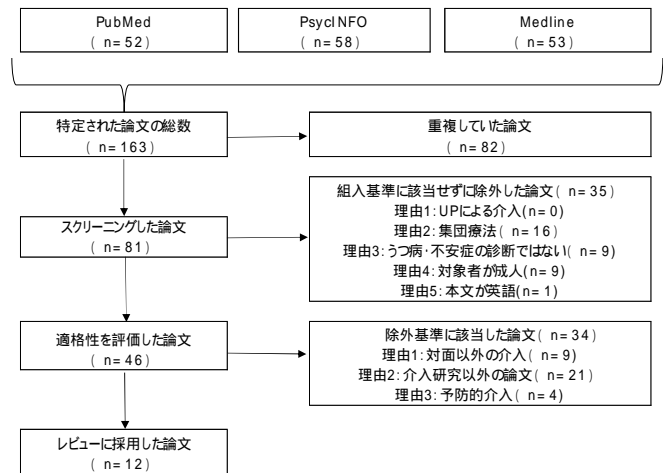 PubMed
( n=52)
PsycINFO
( n=58)
Medline
( n=53)
特定された論文の総数
( n=163)
重複していた論文
( n=82)
組入基準に該当せずに除外した論文( n=35)
理由1:UPによる介入(n=0)
理由2:集団療法( n=16)
理由3:うつ病・不安症の診断ではない( n=9)
理由4:対象者が成人( n=9)
理由5:本文が英語( n=1)
スクリーニングした論文
( n=81)
適格性を評価した論文
( n=46)
除外基準に該当した論文( n=34)
理由1:対面以外の介入( n=9)
理由2:介入研究以外の論文( n=21)
理由3:予防的介入( n=4)
レビューに採用した論文
( n=12)